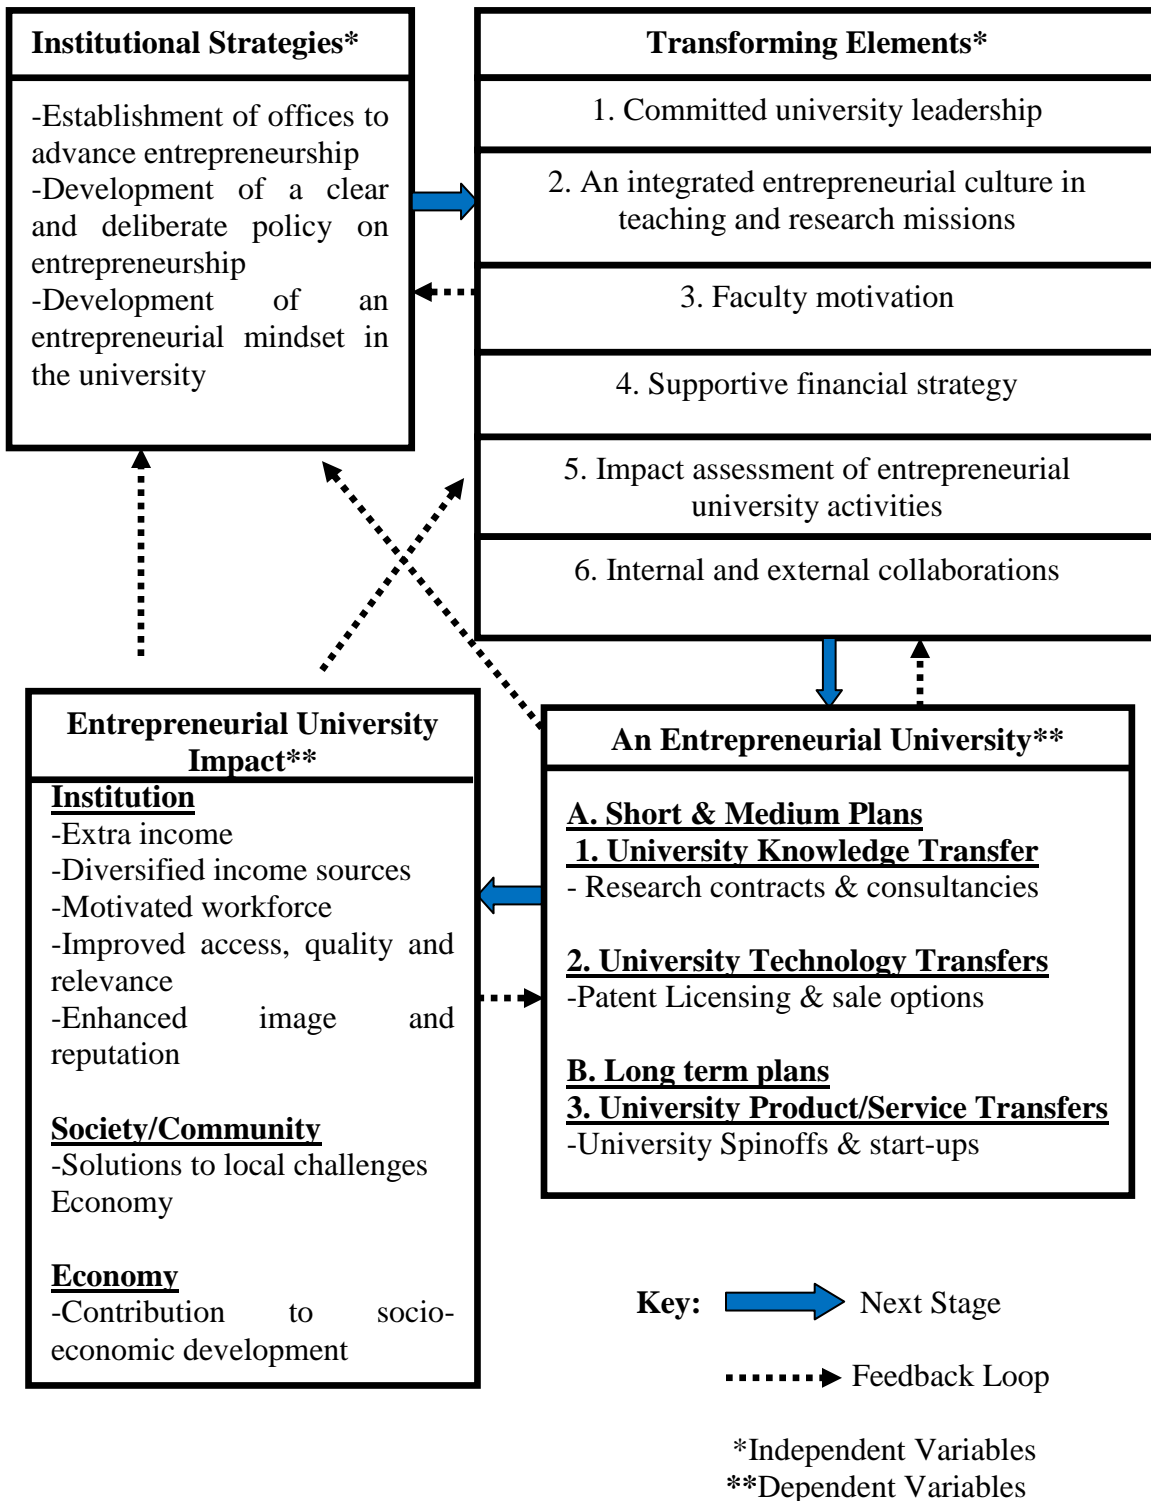 Institutional Strategies*
-Establishment of offices to
advance entrepreneurship
-Development of a clear
and deliberate policy on
entrepreneurship
-Development of an
entrepreneurial mindset in
the university
Transforming Elements*
1. Committed university leadership
2. An integrated entrepreneurial culture in
teaching and research missions
3. Faculty motivation
4. Supportive financial strategy
5. Impact assessment of entrepreneurial
university activities
6. Internal and external collaborations
Entrepreneurial University
Impact**
Institution
-Extra income
-Diversified income sources
-Motivated workforce
-Improved access, quality and
relevance
-Enhanced image and
reputation
Society/Community
-Solutions to local challenges
Economy
Economy
-Contribution to socio-
economic development
An Entrepreneurial University**
A. Short & Medium Plans
1. University Knowledge Transfer
- Research contracts & consultancies
2. University Technology Transfers
-Patent Licensing & sale options
B. Long term plans
3. University Product/Service Transfers
-University Spinoffs & start-ups
Key: Next Stage
Feedback Loop
*Independent Variables
**Dependent Variables